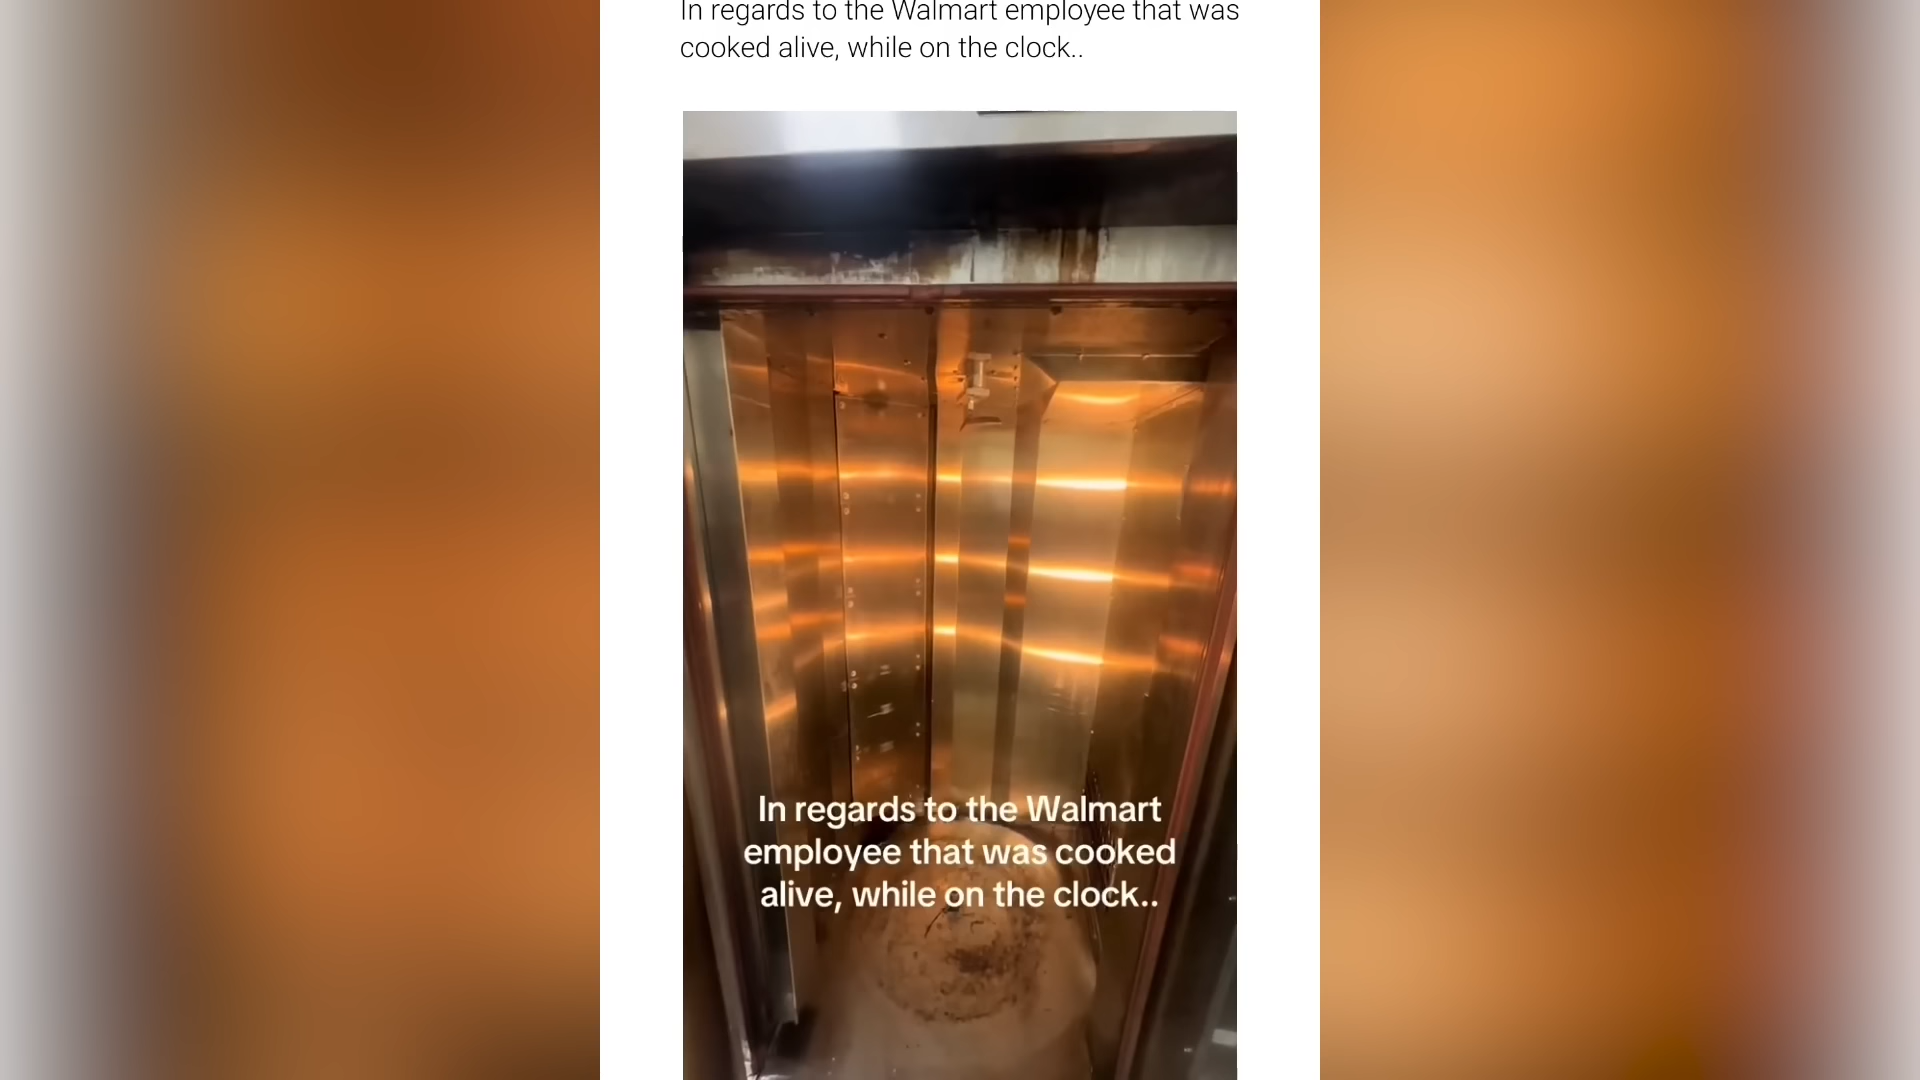 In regards to the Walmart employee that was
cooked alive, while on the clock..
In regards to the Walmart
employee that was cooked
alive, while on the clock..